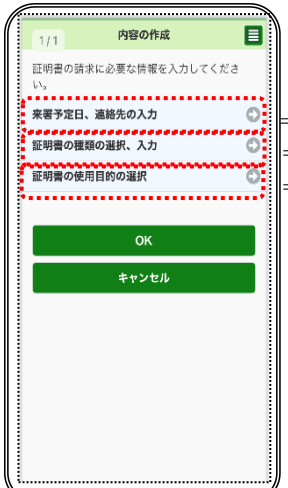 1/1
内容の作成
証明書の請求に必要な情報を入力してくださ
い。
来署予定日、連絡先の入力
証明書の種類の選択、入力
証明書の使用目的の選択
OK
キャンセル